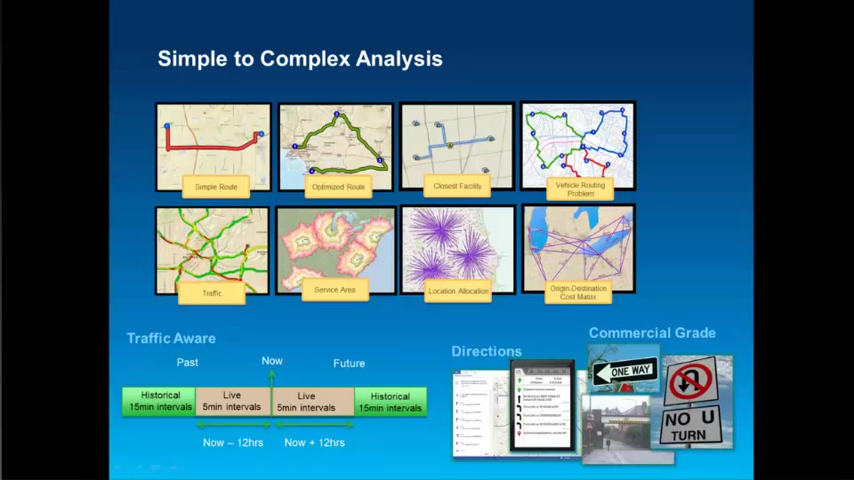 Simple to Complex Analysis
Simple Route
Optimized Route
Closest Facility
Vehicle Routing
Problem
Traffic
Service Area
Location Allocation
Origin-Destination
Cost Matrix
Traffic Aware
Past
Now
Future
Historical
15min intervals
Live
5min intervals
Live
5min intervals
Historical
15min intervals
Now – 12hrs
Now + 12hrs
Directions
Commercial Grade
ONE WAY
NO U
TURN